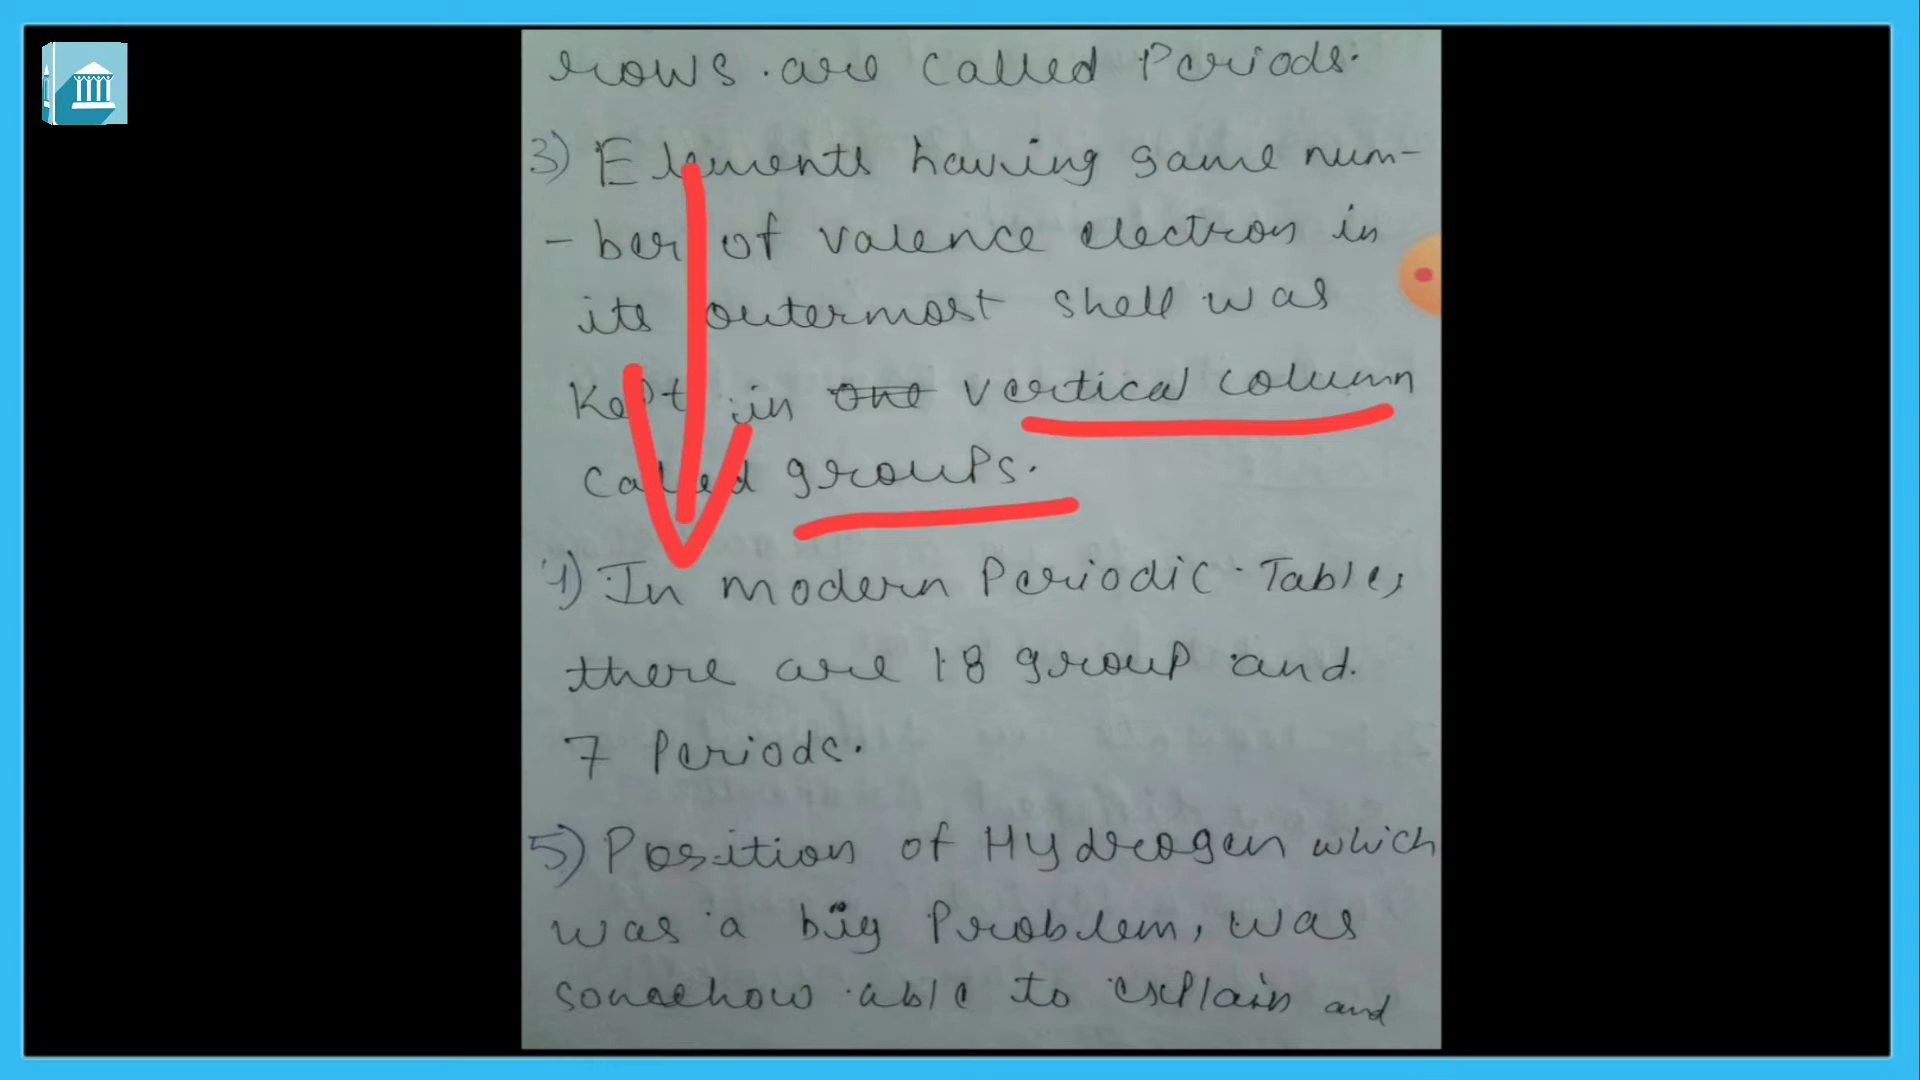 rows are called Periods.
3) Elements having same num-
- ber of valence electron in
its outermost shell was
Kept in one vertical column
called groups.
4) In modern Periodic Table,
there are 18 group and
7 Periods.
5) Position of Hydrogen which
was a big Problem, was
somehow able to explain and